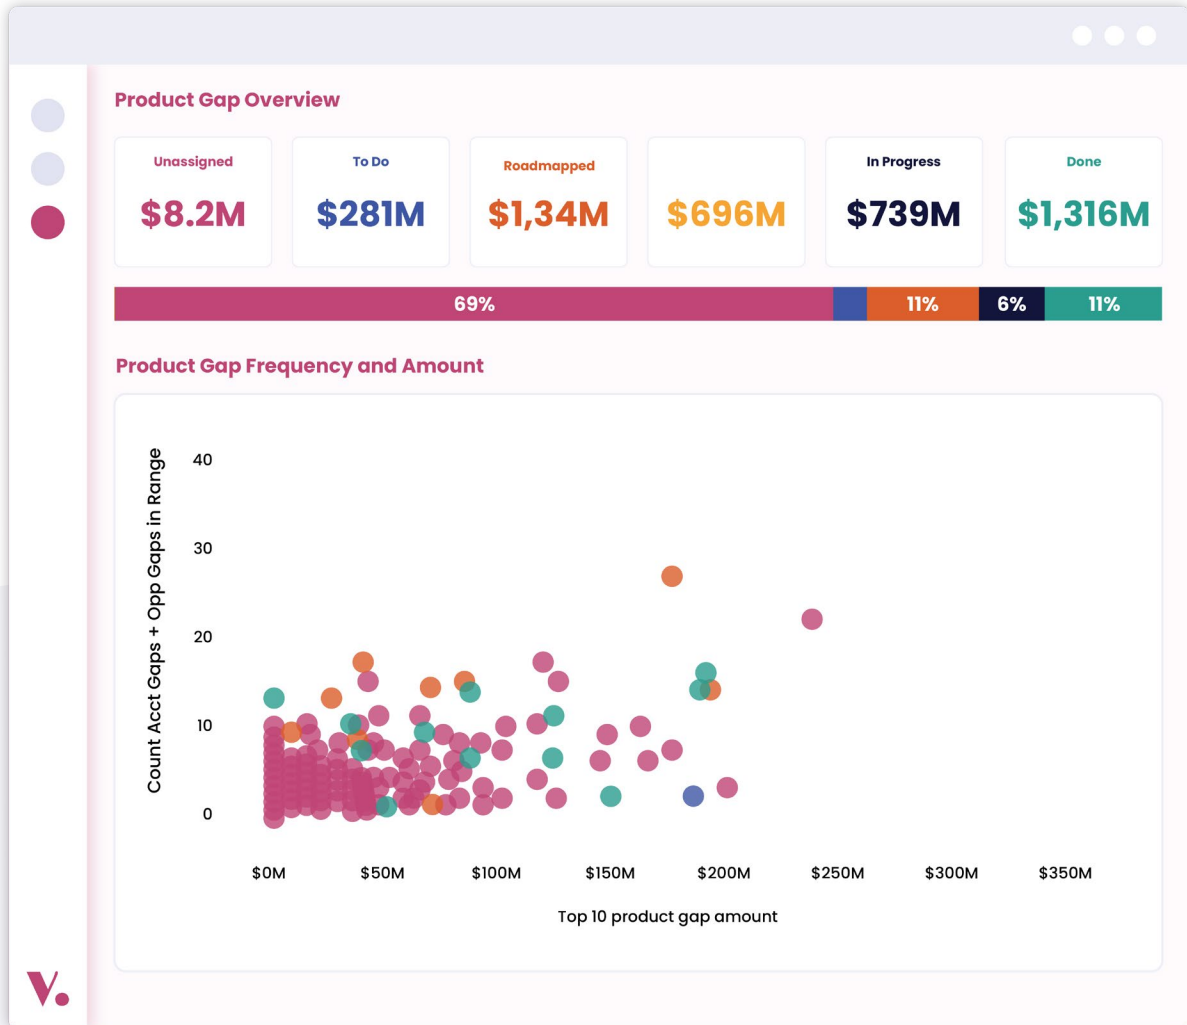 Product Gap Overview
Unassigned
$8.2M
To Do
$281M
Roadmapped
$1,34M
$696M
In Progress
$739M
Done
$1,316M
69%
11%
6%
11%
Product Gap Frequency and Amount
Count Acct Gaps + Opp Gaps in Range
40
30
20
10
0
$0M
$50M
$100M
$150M
$200M
$250M
$300M
$350M
Top 10 product gap amount
V.